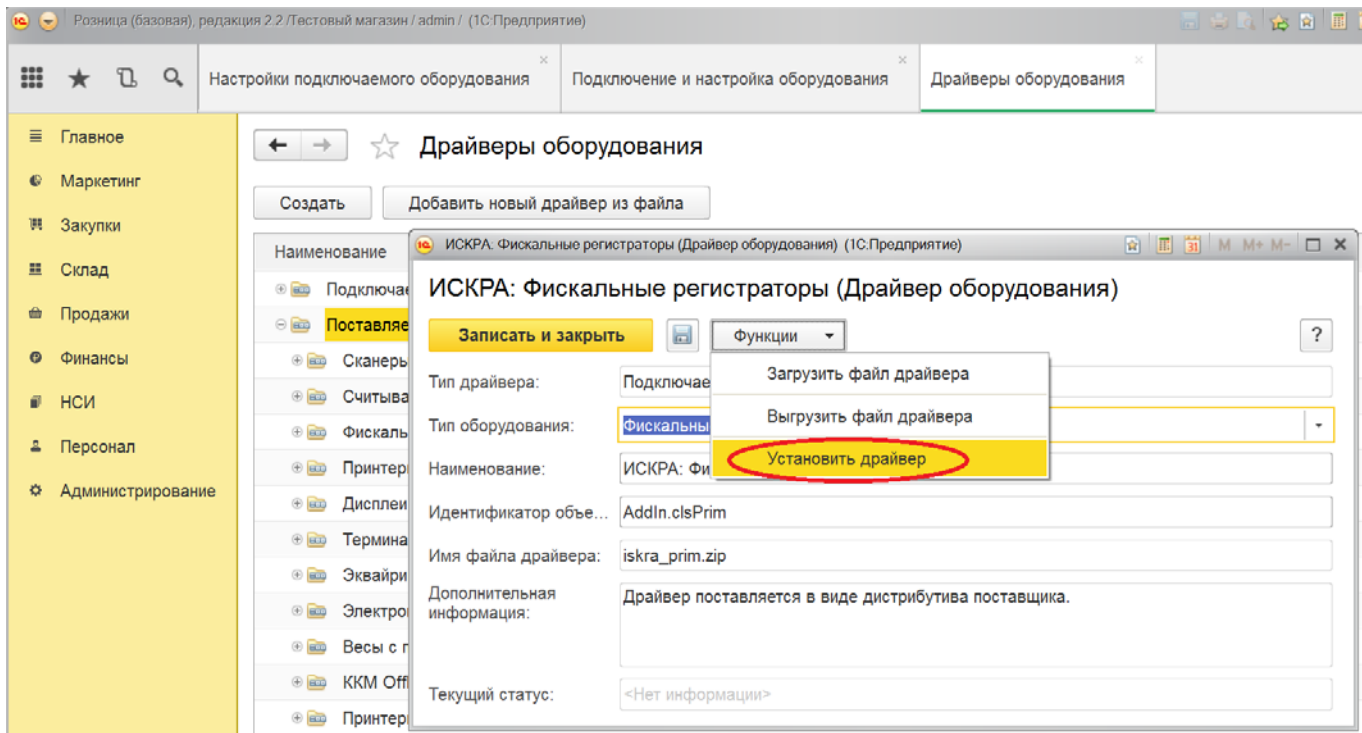 Розница (базовая), редакция 2.2 /Тестовый магазин / admin / (1С:Предприятие)
Настройки подключаемого оборудования
Подключение и настройка оборудования
Драйверы оборудования
Главное
Маркетинг
Закупки
Склад
Продажи
Финансы
НСИ
Персонал
Администрирование
Драйверы оборудования
Создать
Добавить новый драйвер из файла
Наименование
Подключае
Поставляе
Сканеры
Считыва
Фискаль
Принтер
Дисплеи
Термина
Эквайри
Электро
Весы с
ККМ Off
Принтер
ИСКРА: Фискальные регистраторы (Драйвер оборудования) (1С:Предприятие)
31 M M+ M-
ИСКРА: Фискальные регистраторы (Драйвер оборудования)
Записать и закрыть
Функции
?
Загрузить файл драйвера
Выгрузить файл драйвера
Установить драйвер
Тип драйвера: Подключае
Тип оборудования: Фискальны
Наименование: ИСКРА: Фи
Идентификатор объе... AddIn.clsPrim
Имя файла драйвера: iskra_prim.zip
Дополнительная
информация:
Драйвер поставляется в виде дистрибутива поставщика.
Текущий статус: <Нет информации>